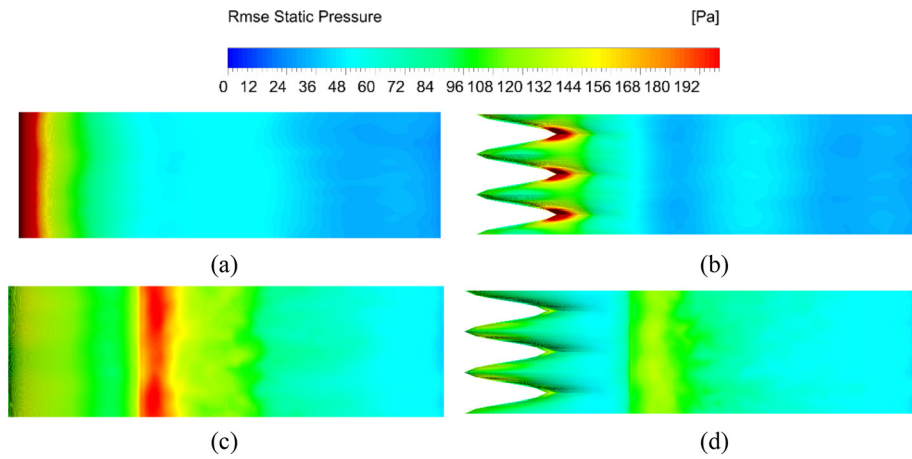 Rmse Static Pressure [Pa]
0 12 24 36 48 60 72 84 96 108 120 132 144 156 168 180 192
(a) (b)
(c) (d)